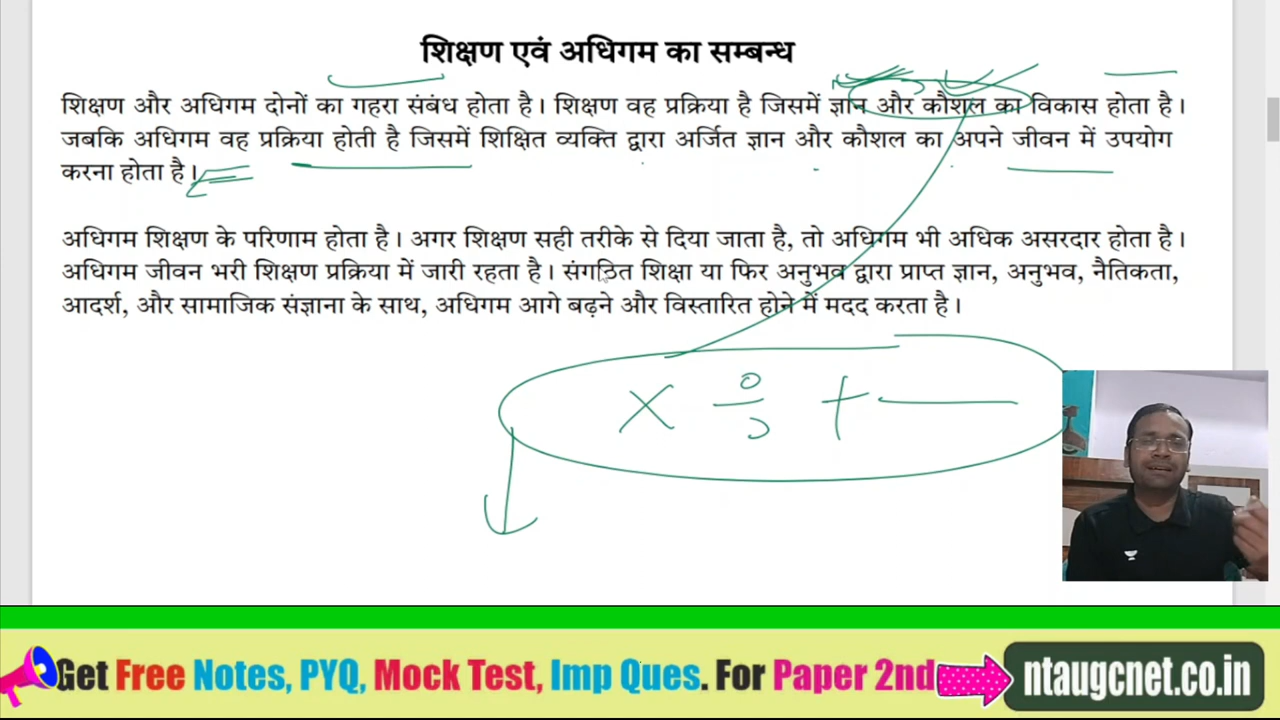 शिक्षण एवं अधिगम का सम्बन्ध
शिक्षण और अधिगम दोनों का गहरा संबंध होता है। शिक्षण वह प्रक्रिया है जिसमें ज्ञान और कौशल का विकास होता है।
जबकि अधिगम वह प्रक्रिया होती है जिसमें शिक्षित व्यक्ति द्वारा अर्जित ज्ञान और कौशल का अपने जीवन में उपयोग
करना होता है।
अधिगम शिक्षण के परिणाम होता है। अगर शिक्षण सही तरीके से दिया जाता है, तो अधिगम भी अधिक असरदार होता है।
अधिगम जीवन भरी शिक्षण प्रक्रिया में जारी रहता है। संगठित शिक्षा या फिर अनुभव द्वारा प्राप्त ज्ञान, अनुभव, नैतिकता,
आदर्श, और सामाजिक संज्ञाना के साथ, अधिगम आगे बढ़ने और विस्तारित होने में मदद करता है।
× ÷ + —
Get Free Notes, PYQ, Mock Test, Imp Ques. For Paper 2nd
ntaugcnet.co.in